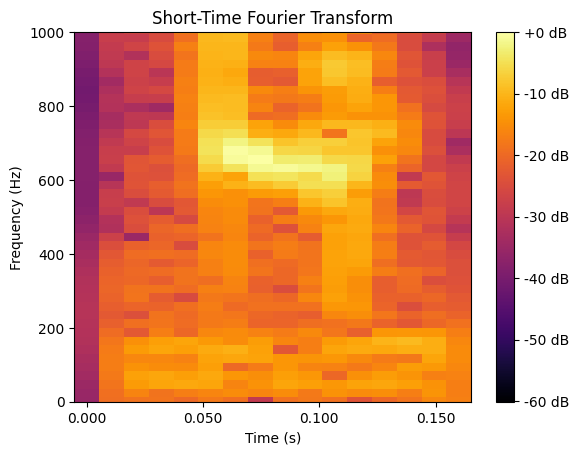 Short-Time Fourier Transform
1000
800
600
400
200
0
Frequency (Hz)
0.000
0.050
0.100
0.150
Time (s)
+0 dB
-10 dB
-20 dB
-30 dB
-40 dB
-50 dB
-60 dB